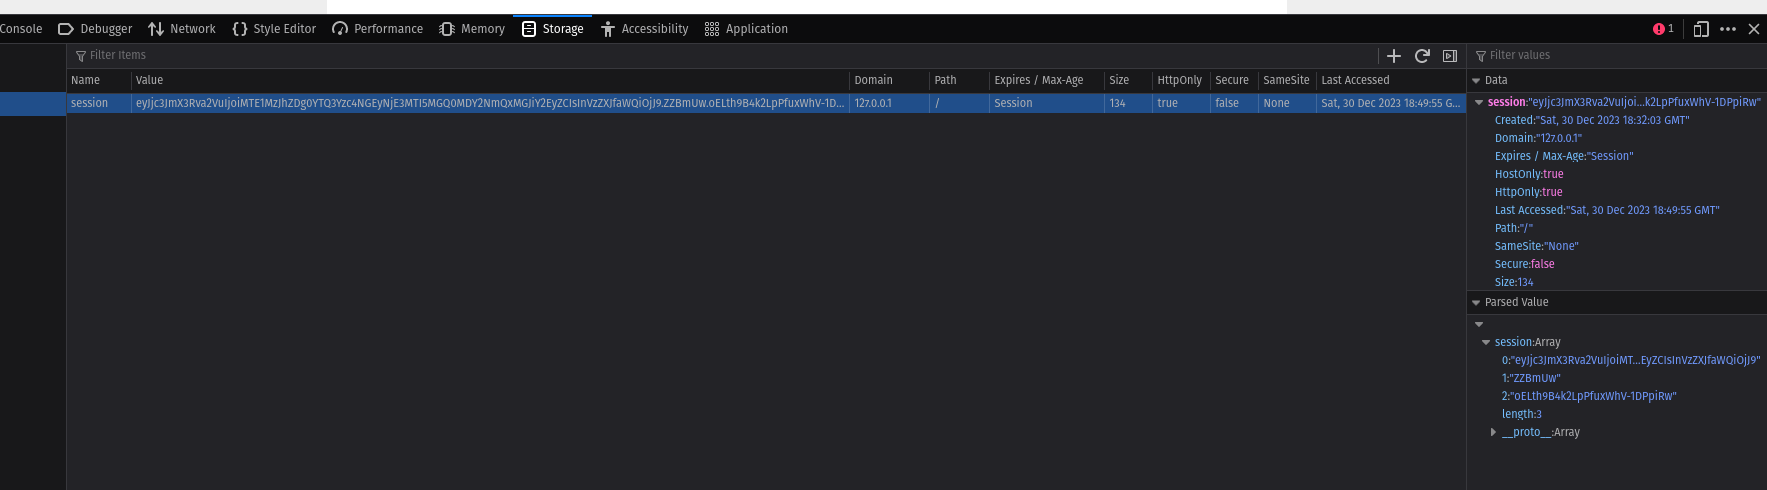 Console Debugger Network Style Editor Performance Memory Storage Accessibility Application 1
Filter Items
Filter values
Name Value Domain Path Expires / Max-Age Size HttpOnly Secure SameSite Last Accessed
session eyJjc3JmX3Rva2VuIjoiMTE1MzJhZDg0YTQ3Yzc4NGEyNjE3MTI5MGQ0MDY2NmQxMGJiY2EyZCIsInVzZXJfaWQiOjJ9.ZZBmUw.oELth9B4k2LpPfuxWhV-1D... 127.0.0.1 / Session 134 true false None Sat, 30 Dec 2023 18:49:55 G...
Data
session:"eyJjc3JmX3Rva2VuIjoi...k2LpPfuxWhV-1DPpiRw"
Created:"Sat, 30 Dec 2023 18:32:03 GMT"
Domain:"127.0.0.1"
Expires / Max-Age:"Session"
HostOnly:true
HttpOnly:true
Last Accessed:"Sat, 30 Dec 2023 18:49:55 GMT"
Path:"/"
SameSite:"None"
Secure:false
Size:134
Parsed Value
session:Array
0:"eyJjc3JmX3Rva2VuIjoiMT...EyZCIsInVzZXJfaWQiOjJ9"
1:"ZZBmUw"
2:"oELth9B4k2LpPfuxWhV-1DPpiRw"
length:3
__proto__:Array